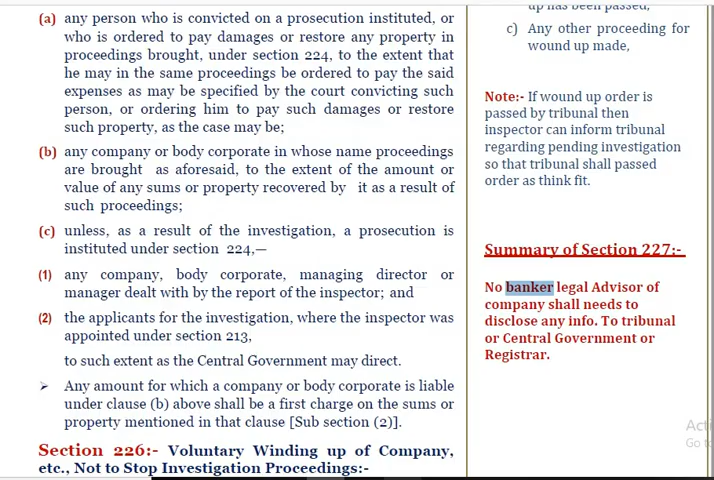 (a) any person who is convicted on a prosecution instituted, or
who is ordered to pay damages or restore any property in
proceedings brought, under section 224, to the extent that
he may in the same proceedings be ordered to pay the said
expenses as may be specified by the court convicting such
person, or ordering him to pay such damages or restore
such property, as the case may be;
(b) any company or body corporate in whose name proceedings
are brought as aforesaid, to the extent of the amount or
value of any sums or property recovered by it as a result of
such proceedings;
(c) unless, as a result of the investigation, a prosecution is
instituted under section 224,—
(1) any company, body corporate, managing director or
manager dealt with by the report of the inspector; and
(2) the applicants for the investigation, where the inspector was
appointed under section 213,
to such extent as the Central Government may direct.
➢ Any amount for which a company or body corporate is liable
under clause (b) above shall be a first charge on the sums or
property mentioned in that clause [Sub section (2)].
Section 226:- Voluntary Winding up of Company,
etc., Not to Stop Investigation Proceedings:-
up has been passed;
c) Any other proceeding for
wound up made,
Note:- If wound up order is
passed by tribunal then
inspector can inform tribunal
regarding pending investigation
so that tribunal shall passed
order as think fit.
Summary of Section 227:-
No banker legal Advisor of
company shall needs to
disclose any info. To tribunal
or Central Government or
Registrar.
Acti
Go to